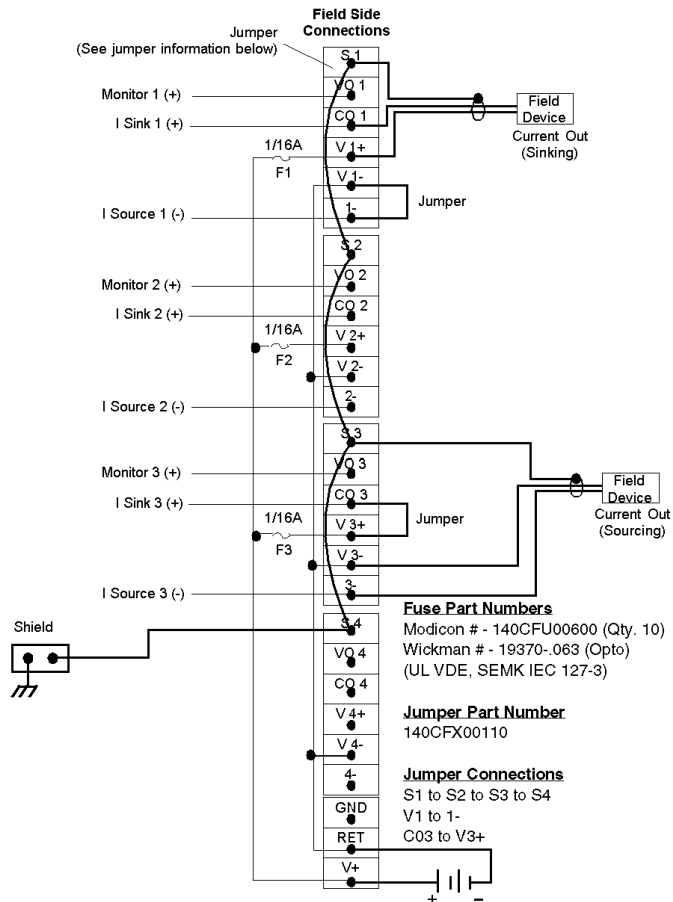 Field Side
Connections
Jumper
(See jumper information below)
S 1
Monitor 1 (+)
VO 1
I Sink 1 (+)
CO 1
Field
Device
Current Out
(Sinking)
1/16A
F1
V 1+
V 1-
Jumper
I Source 1 (-)
1-
S 2
Monitor 2 (+)
VO 2
I Sink 2 (+)
CO 2
1/16A
F2
V 2+
V 2-
I Source 2 (-)
2-
S 3
Monitor 3 (+)
VO 3
I Sink 3 (+)
CO 3
Field
Device
Current Out
(Sourcing)
1/16A
F3
V 3+
Jumper
V 3-
I Source 3 (-)
3-
Shield
S 4
VO 4
CO 4
V 4+
V 4-
4-
GND
RET
V+
+ -
Fuse Part Numbers
Modicon # - 140CFU00600 (Qty. 10)
Wickman # - 19370-.063 (Opto)
(UL VDE, SEMK IEC 127-3)
Jumper Part Number
140CFX00110
Jumper Connections
S1 to S2 to S3 to S4
V1 to 1-
C03 to V3+